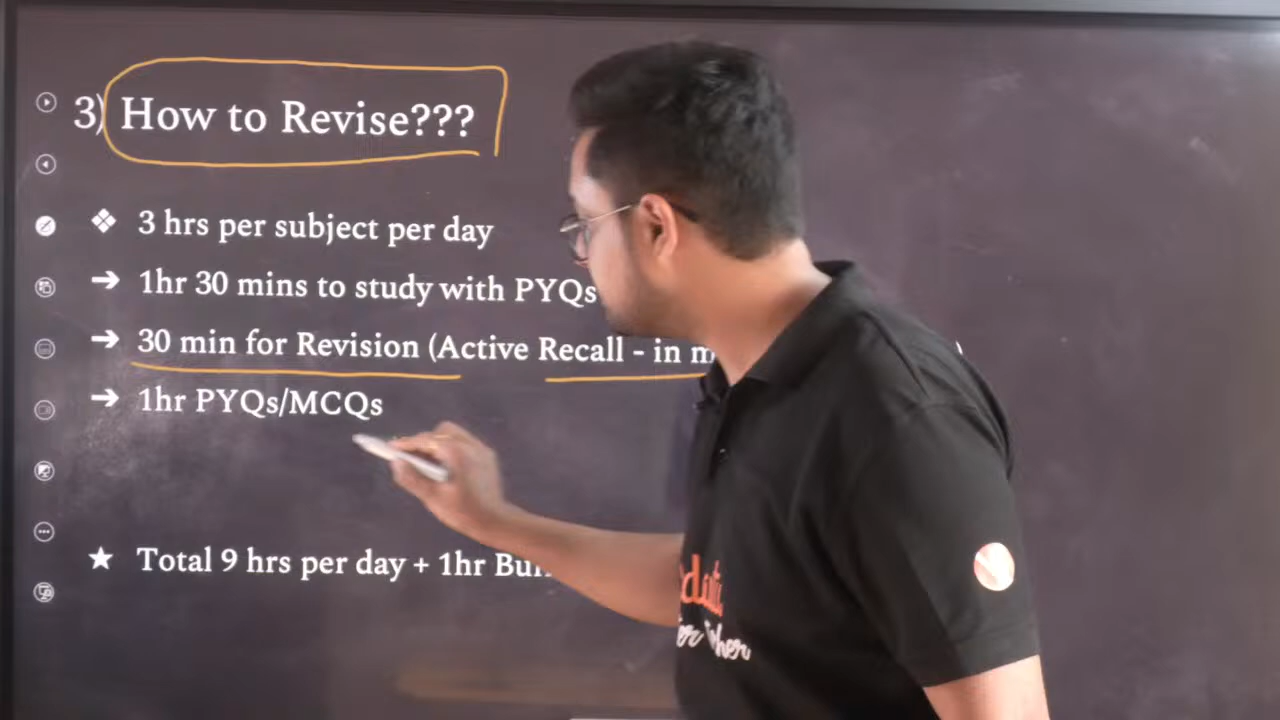 3) How to Revise???
❖ 3 hrs per subject per day
➔ 1hr 30 mins to study with PYQs
➔ 30 min for Revision (Active Recall - in
➔ 1hr PYQs/MCQs
★ Total 9 hrs per day + 1hr